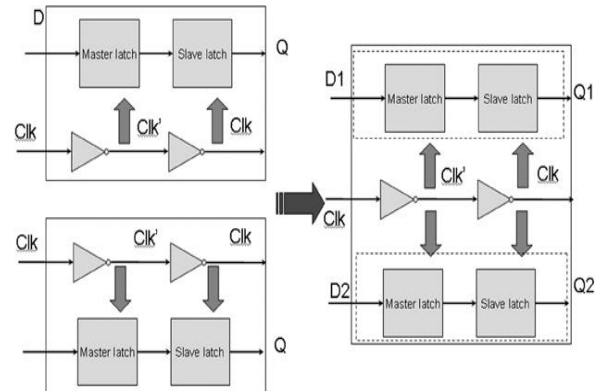 D
Master latch
Slave latch
Q
Clk
Clk'
Clk
Clk
Clk'
Clk
Master latch
Slave latch
Q
D1
Master latch
Slave latch
Q1
Clk'
Clk
Clk
D2
Master latch
Slave latch
Q2